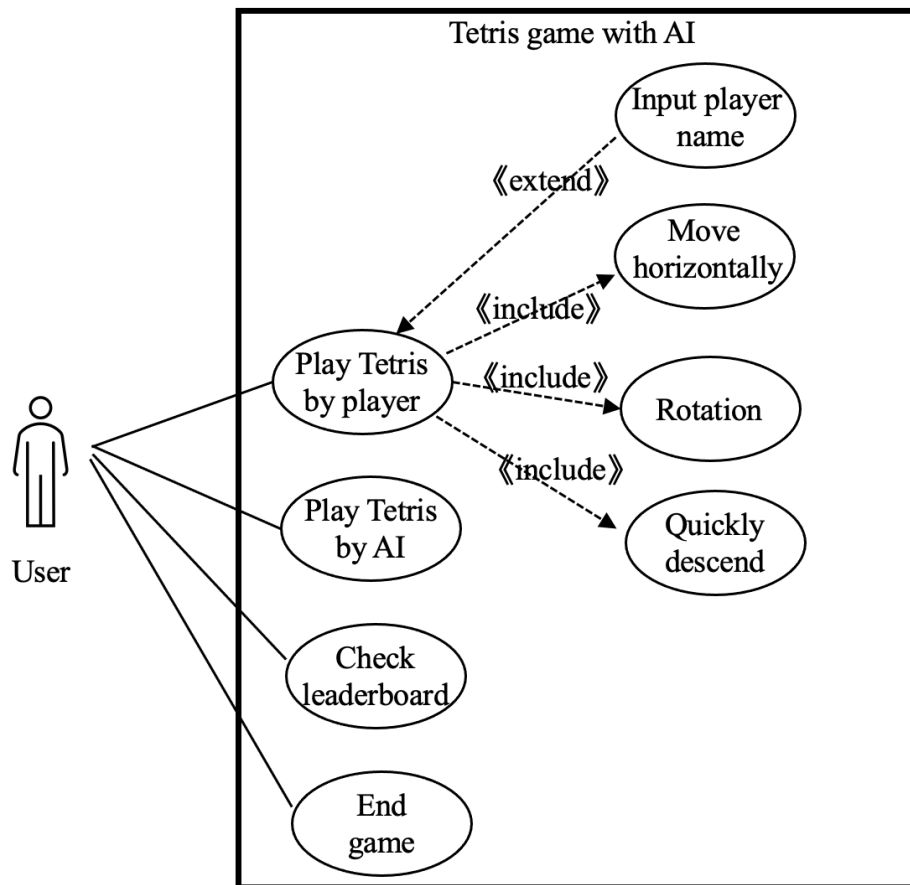 Tetris game with AI
Input player
name
《extend》
Move
horizontally
《include》
Play Tetris
by player
《include》
Rotation
《include》
Play Tetris
by AI
Quickly
descend
User
Check
leaderboard
End
game